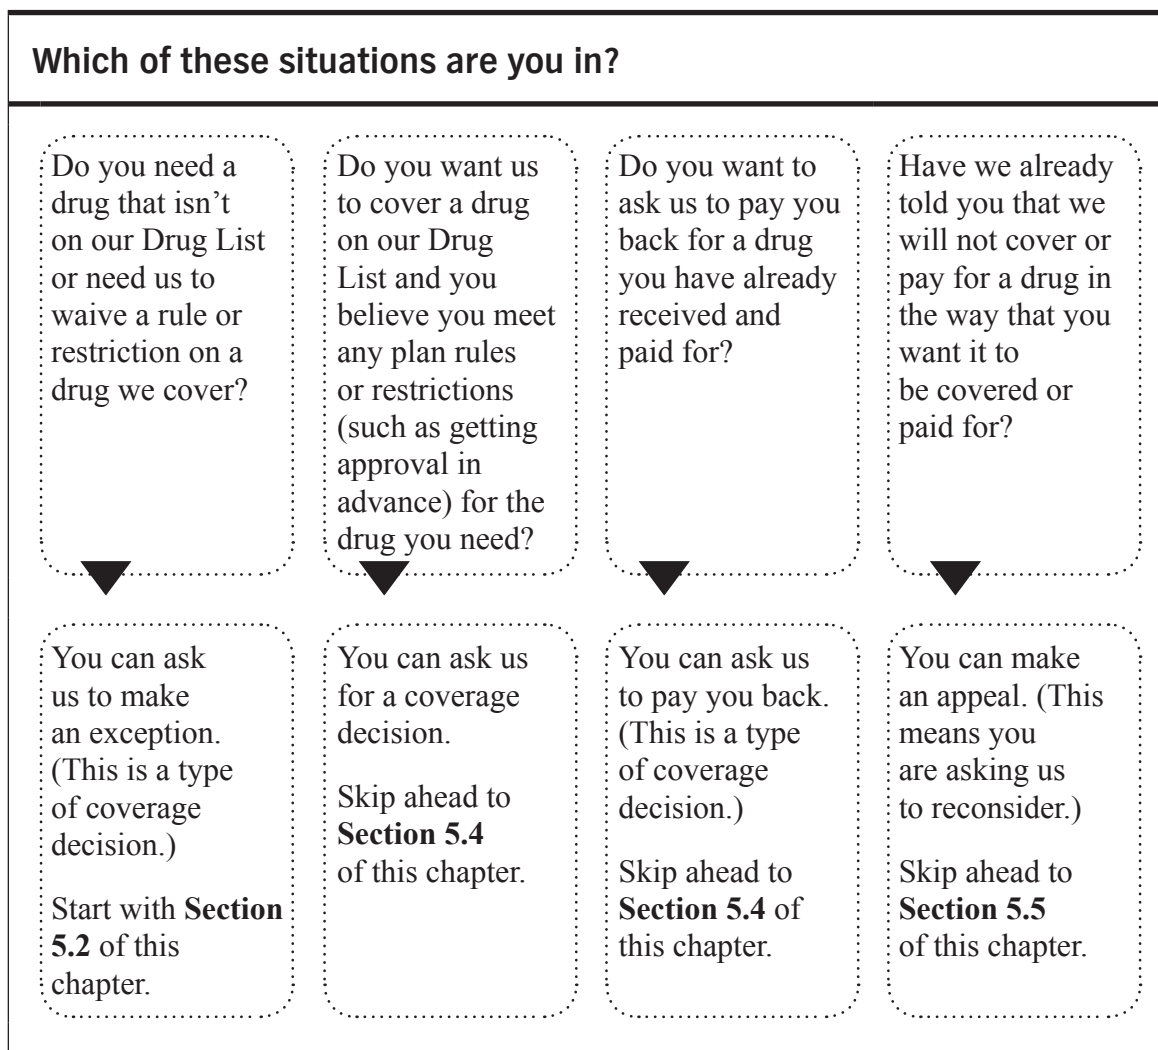 Which of these situations are you in?
Do you need a
drug that isn't
on our Drug List
or need us to
waive a rule or
restriction on a
drug we cover?
Do you want us
to cover a drug
on our Drug
List and you
believe you meet
any plan rules
or restrictions
(such as getting
approval in
advance) for the
drug you need?
Do you want to
ask us to pay you
back for a drug
you have already
received and
paid for?
Have we already
told you that we
will not cover or
pay for a drug in
the way that you
want it to
be covered or
paid for?
You can ask
us to make
an exception.
(This is a type
of coverage
decision.)
Start with Section
5.2 of this
chapter.
You can ask us
for a coverage
decision.
Skip ahead to
Section 5.4
of this chapter.
You can ask us
to pay you back.
(This is a type
of coverage
decision.)
Skip ahead to
Section 5.4 of
this chapter.
You can make
an appeal. (This
means you
are asking us
to reconsider.)
Skip ahead to
Section 5.5
of this chapter.